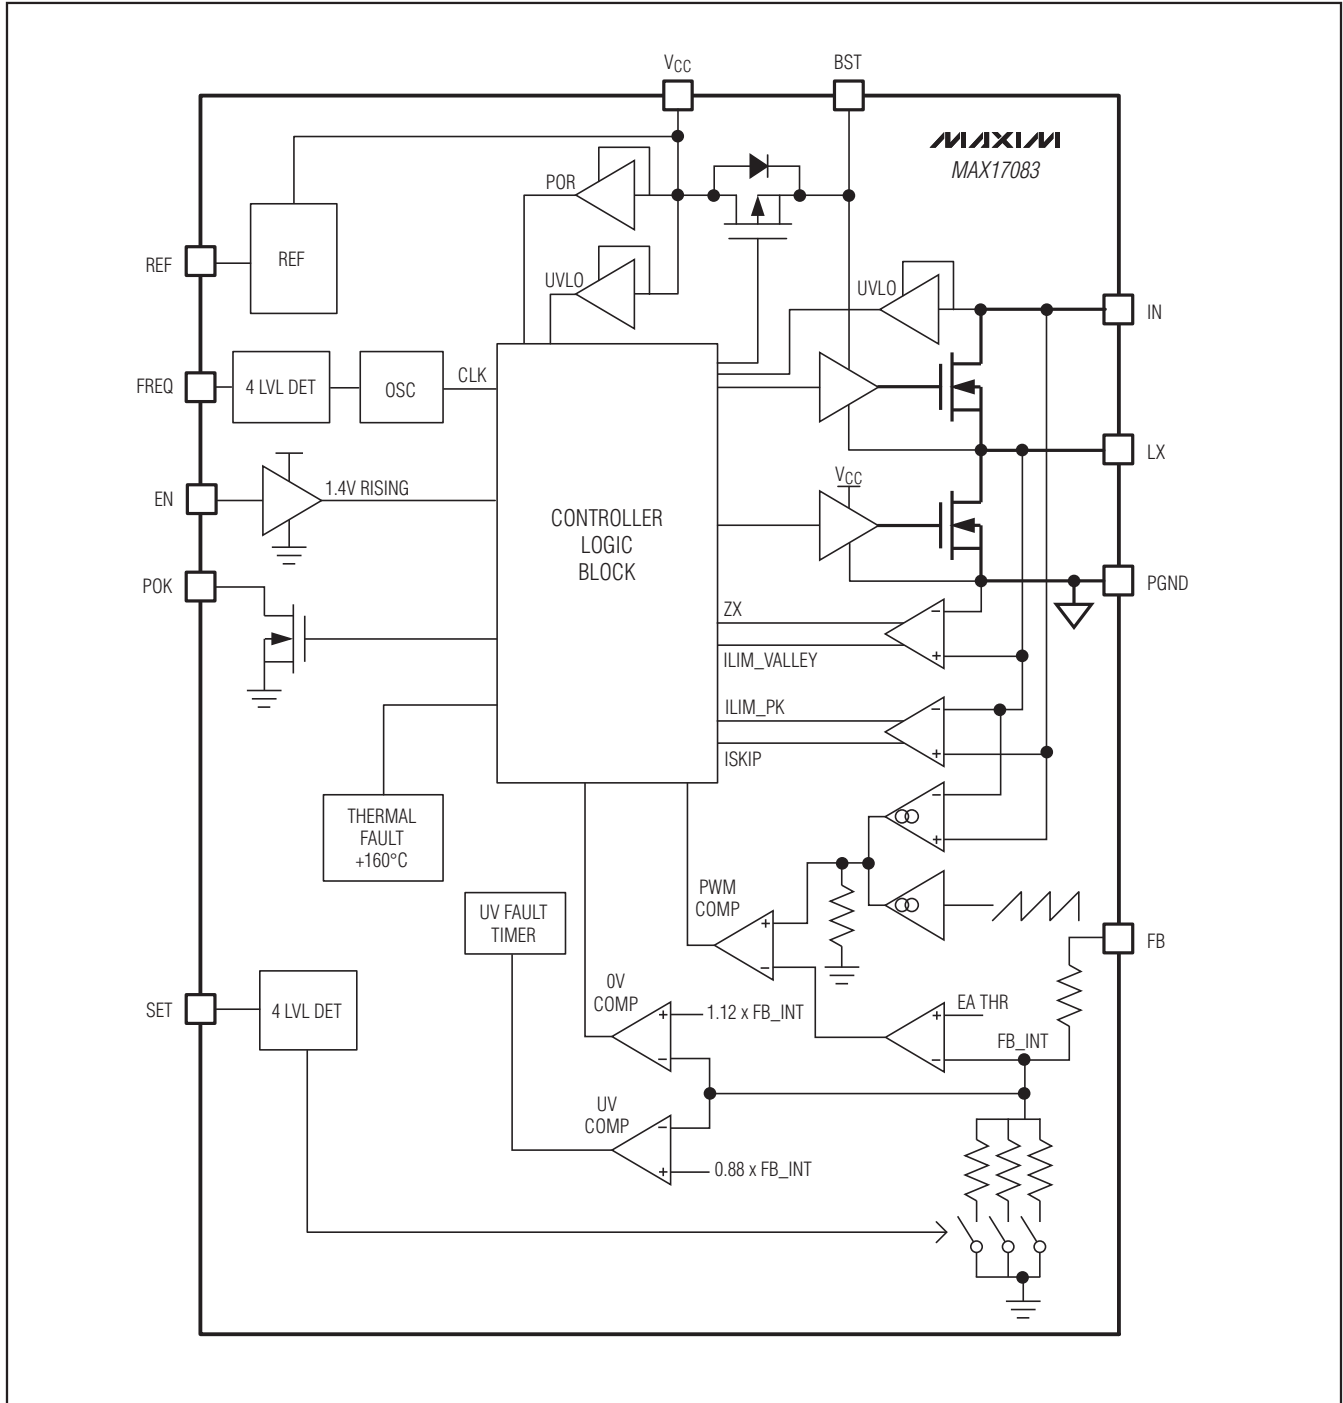 VCC
BST
MAXIM
MAX17083
POR
REF
REF
UVLO
UVLO
IN
FREQ
4 LVL DET
OSC
CLK
LX
VCC
EN
1.4V RISING
CONTROLLER
LOGIC
BLOCK
POK
PGND
ZX
ILIM_VALLEY
ILIM_PK
ISKIP
THERMAL
FAULT
+160°C
PWM
COMP
UV FAULT
TIMER
FB
SET
4 LVL DET
0V
COMP
1.12 x FB_INT
EA THR
FB_INT
UV
COMP
0.88 x FB_INT